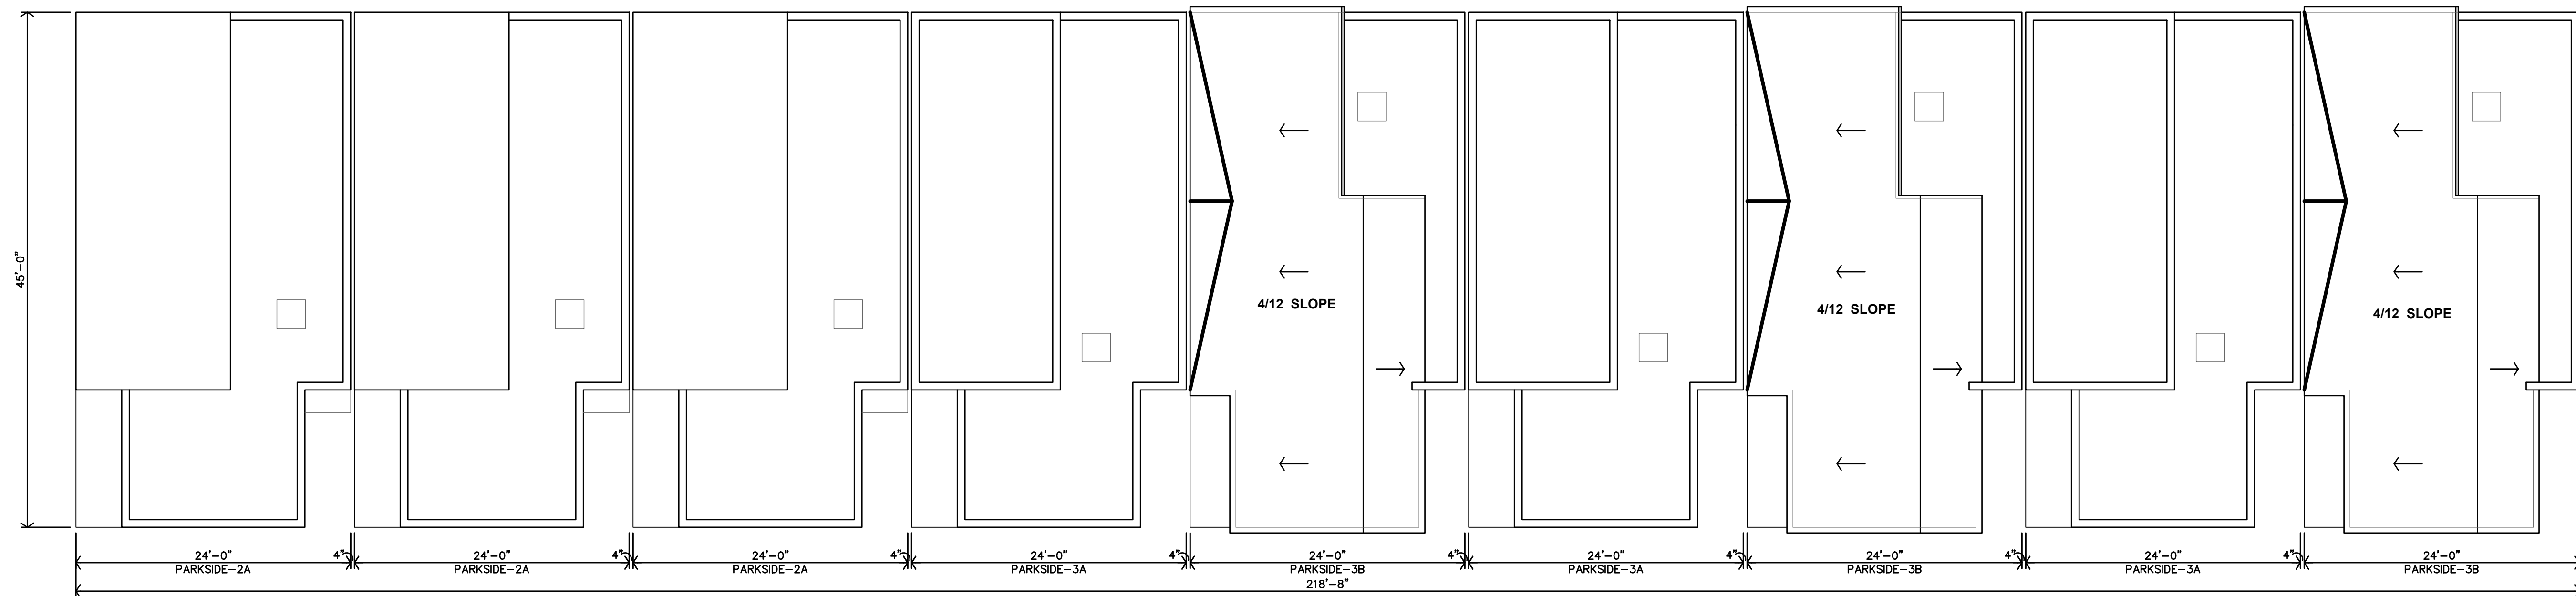 45'-0"
4/12 SLOPE
4/12 SLOPE
4/12 SLOPE
24'-0" 4" 24'-0" 4" 24'-0" 4" 24'-0" 4" 24'-0" 4" 24'-0" 4" 24'-0" 4" 24'-0" 4" 24'-0"
PARKSIDE-2A PARKSIDE-2A PARKSIDE-2A PARKSIDE-3A PARKSIDE-3B PARKSIDE-3A PARKSIDE-3B PARKSIDE-3A PARKSIDE-3B
218'-8"